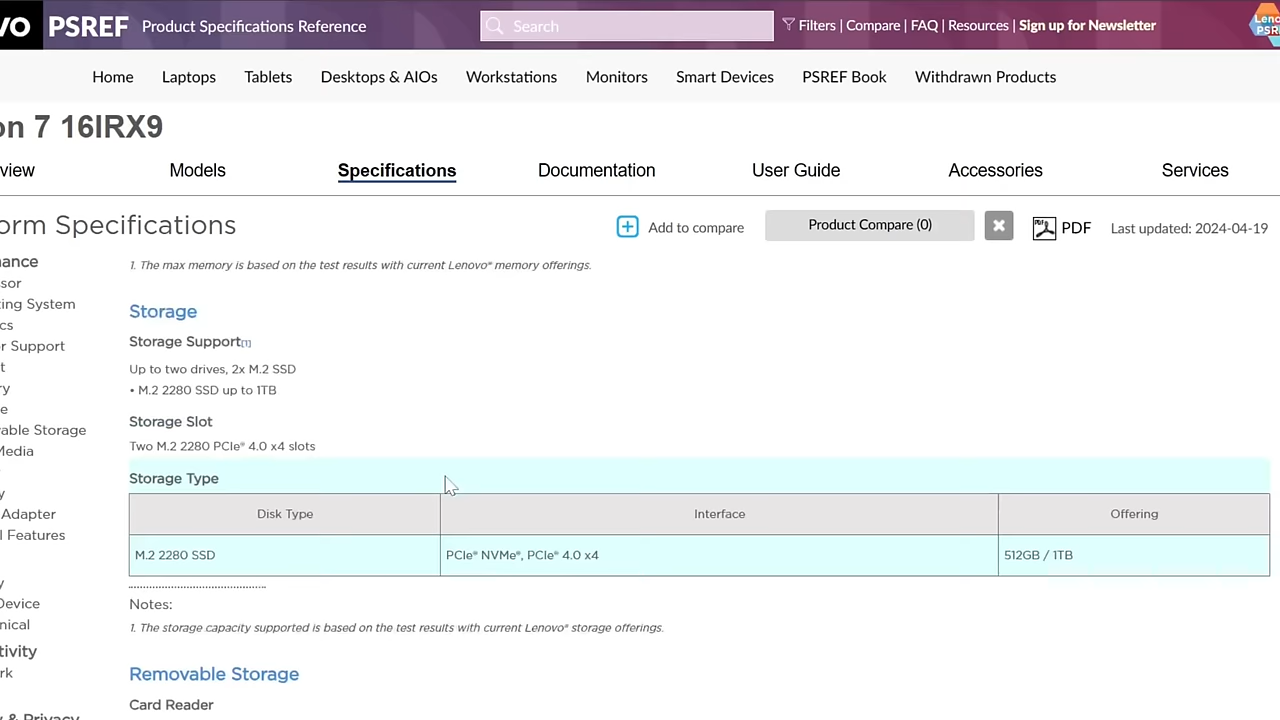 VO PSREF Product Specifications Reference Search Filters | Compare | FAQ | Resources | Sign up for Newsletter
Home Laptops Tablets Desktops & AIOs Workstations Monitors Smart Devices PSREF Book Withdrawn Products
on 7 16IRX9
view Models Specifications Documentation User Guide Accessories Services
orm Specifications Add to compare Product Compare (0) PDF Last updated: 2024-04-19
nance
1. The max memory is based on the test results with current Lenovo® memory offerings.
sor
ting System
cs
r Support
t
ry
e
able Storage
Media
y
Adapter
l Features
y
Device
nical
tivity
rk
y & Privacy
Storage
Storage Support[1]
Up to two drives, 2x M.2 SSD
• M.2 2280 SSD up to 1TB
Storage Slot
Two M.2 2280 PCIe® 4.0 x4 slots
Storage Type
Disk Type Interface Offering
M.2 2280 SSD PCIe® NVMe®, PCIe® 4.0 x4 512GB / 1TB
Notes:
1. The storage capacity supported is based on the test results with current Lenovo® storage offerings.
Removable Storage
Card Reader